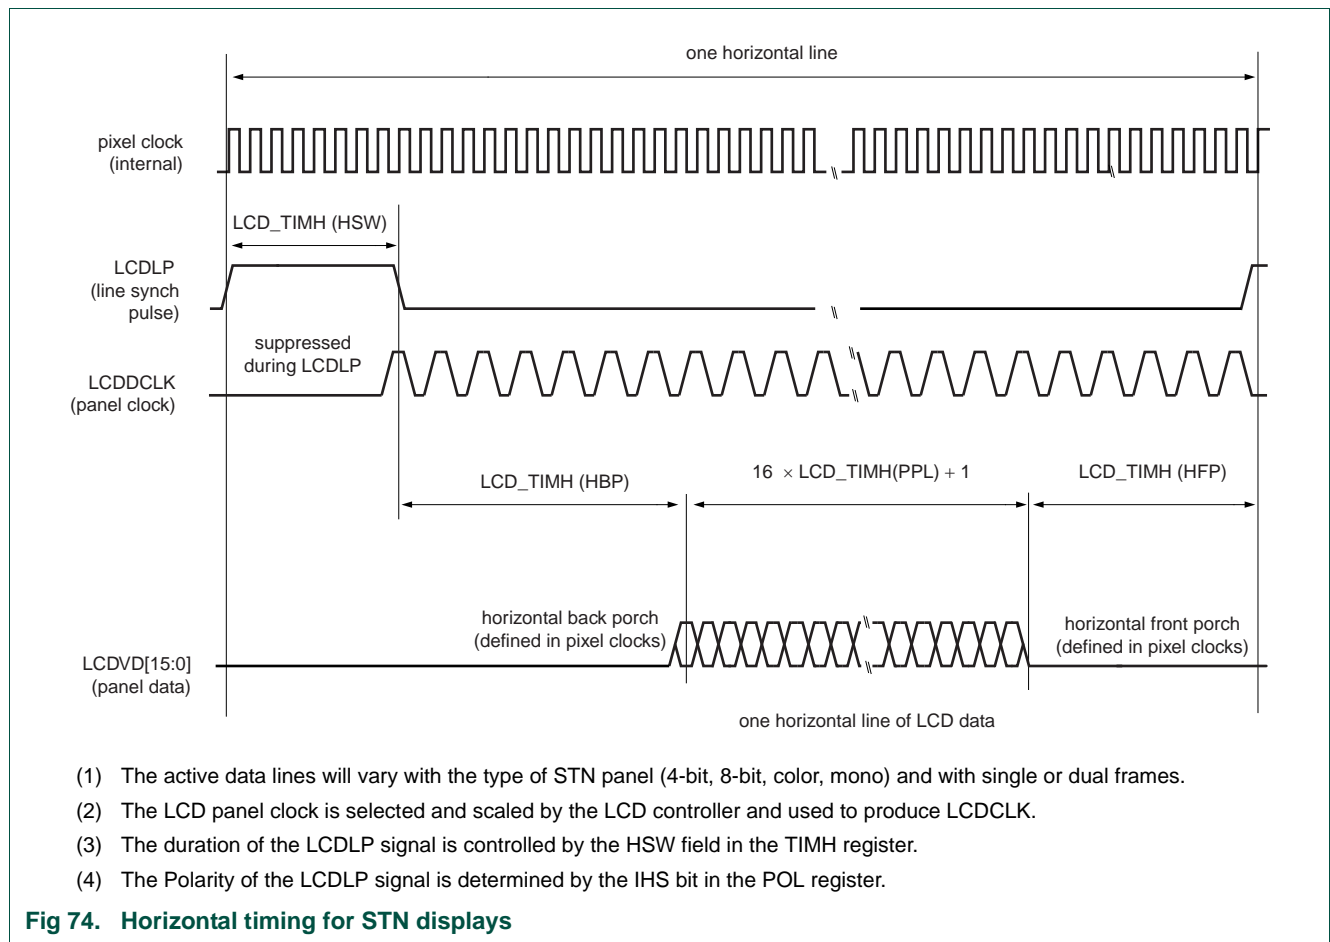 one horizontal line
pixel clock
(internal)
LCD_TIMH (HSW)
LCDLP
(line synch
pulse)
suppressed
during LCDLP
LCDDCLK
(panel clock)
LCD_TIMH (HBP)
16 × LCD_TIMH(PPL) + 1
LCD_TIMH (HFP)
horizontal back porch
(defined in pixel clocks)
horizontal front porch
(defined in pixel clocks)
LCDVD[15:0]
(panel data)
one horizontal line of LCD data
(1) The active data lines will vary with the type of STN panel (4-bit, 8-bit, color, mono) and with single or dual frames.
(2) The LCD panel clock is selected and scaled by the LCD controller and used to produce LCDCLK.
(3) The duration of the LCDLP signal is controlled by the HSW field in the TIMH register.
(4) The Polarity of the LCDLP signal is determined by the IHS bit in the POL register.
Fig 74. Horizontal timing for STN displays